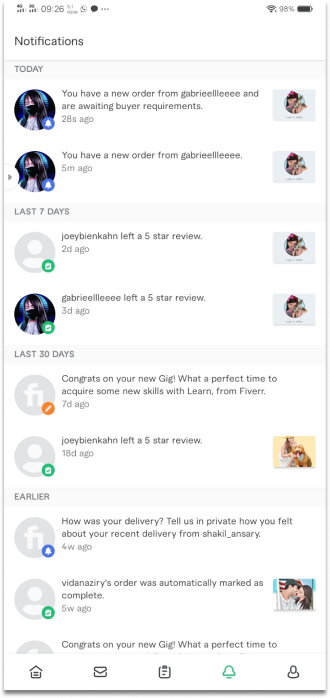 09:26
98%
Notifications
TODAY
You have a new order from gabrieellleeee and
are awaiting buyer requirements.
28s ago
You have a new order from gabrieellleeee.
5m ago
LAST 7 DAYS
joeybienkahn left a 5 star review.
2d ago
gabrieellleeee left a 5 star review.
3d ago
LAST 30 DAYS
Congrats on your new Gig! What a perfect time to
acquire some new skills with Learn, from Fiverr.
7d ago
joeybienkahn left a 5 star review.
18d ago
EARLIER
How was your delivery? Tell us in private how you felt
about your recent delivery from shakil_ansary.
4w ago
vidanaziry's order was automatically marked as
complete.
5w ago
Congrats on your new Gig! What a perfect time to